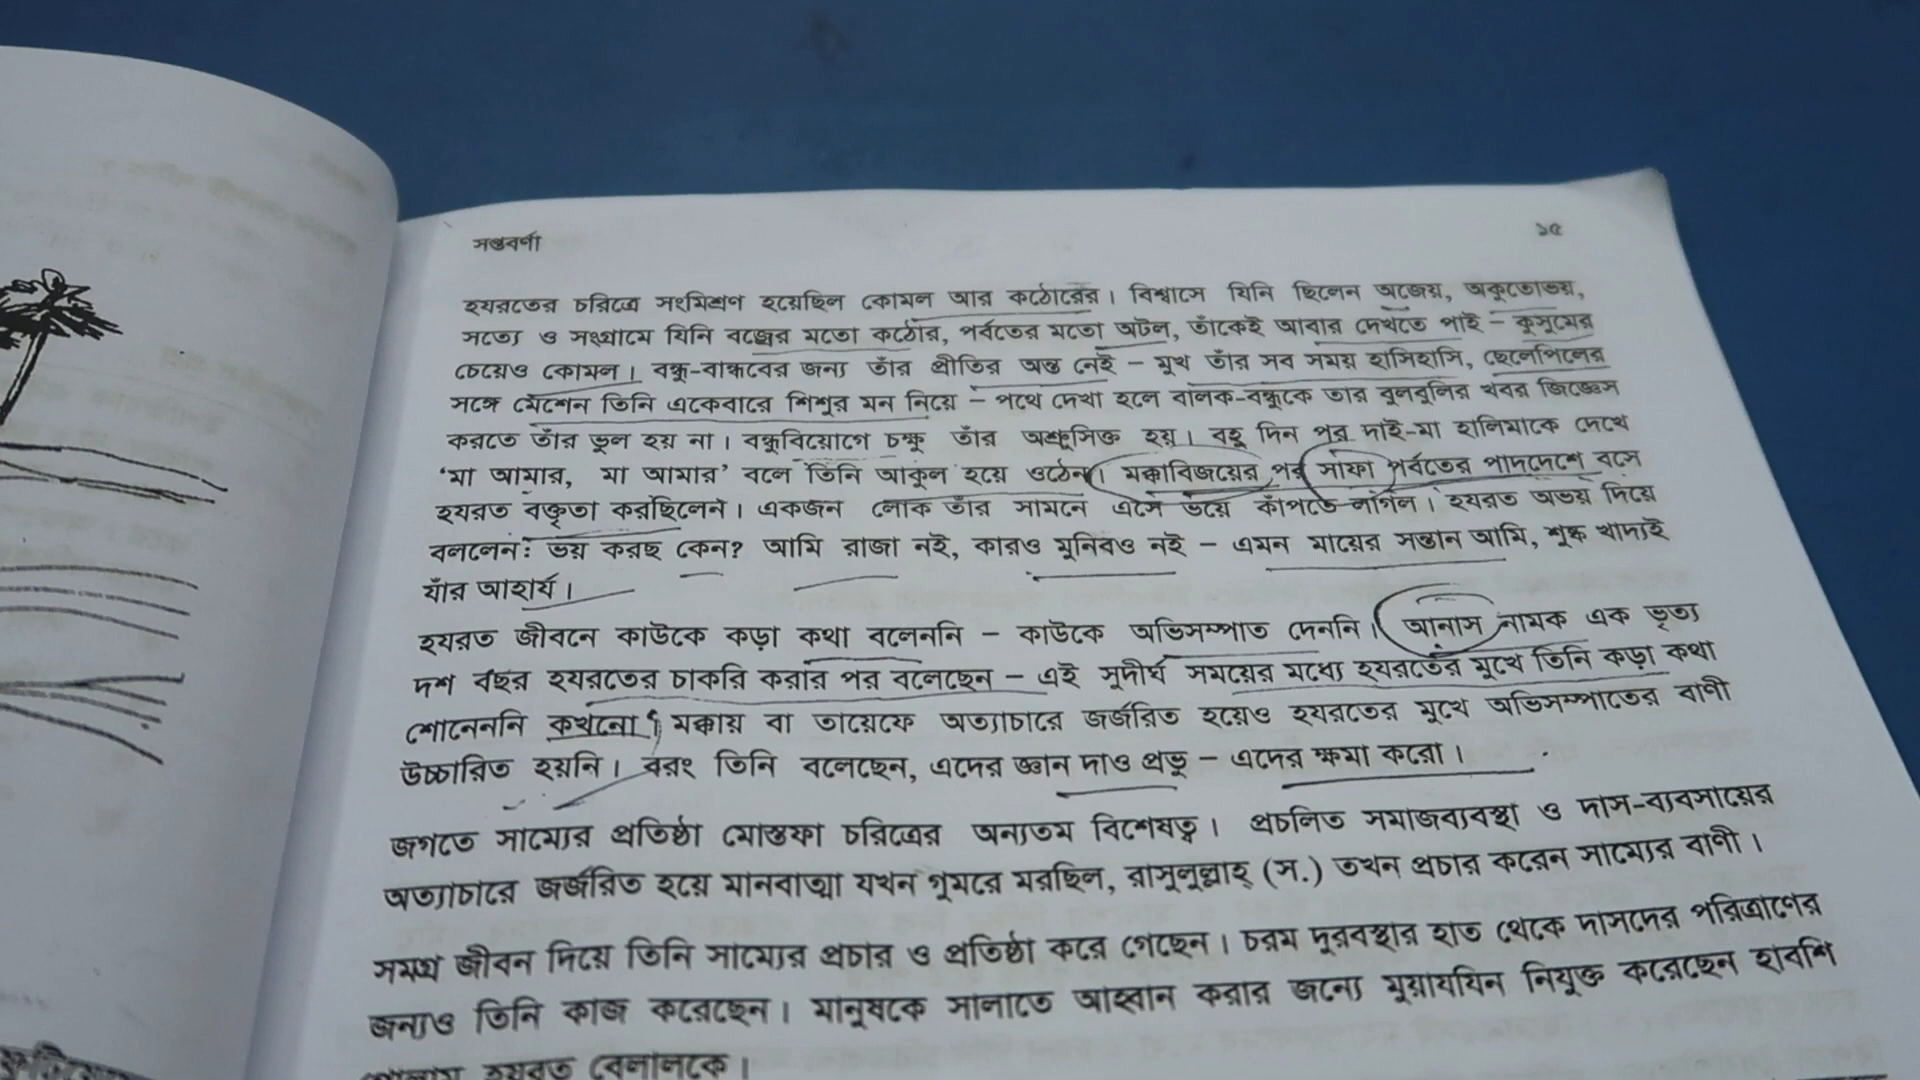 সপ্তবর্ণা
১৫
হযরতের চরিত্রে সংমিশ্রণ হয়েছিল কোমল আর কঠোরের। বিশ্বাসে যিনি ছিলেন অজেয়, অকুতোভয়,
সত্যে ও সংগ্রামে যিনি বজ্রের মতো কঠোর, পর্বতের মতো অটল, তাঁকেই আবার দেখতে পাই – কুসুমের
চেয়েও কোমল। বন্ধু-বান্ধবের জন্য তাঁর প্রীতির অন্ত নেই – মুখ তাঁর সব সময় হাসিহাসি, ছেলেপিলের
সঙ্গে মেশেন তিনি একেবারে শিশুর মন নিয়ে – পথে দেখা হলে বালক-বন্ধুকে তার বুলবুলির খবর জিজ্ঞেস
করতে তাঁর ভুল হয় না। বন্ধুবিয়োগে চক্ষু তাঁর অশ্রুসিক্ত হয়। বহু দিন পর দাই-মা হালিমাকে দেখে
‘মা আমার, মা আমার’ বলে তিনি আকুল হয়ে ওঠেন। মক্কাবিজয়ের পর সাফা পর্বতের পাদদেশে বসে
হযরত বক্তৃতা করছিলেন। একজন লোক তাঁর সামনে এসে ভয়ে কাঁপতে লাগল। হযরত অভয় দিয়ে
বললেন: ভয় করছ কেন? আমি রাজা নই, কারও মুনিবও নই – এমন মায়ের সন্তান আমি, শুষ্ক খাদ্যই
যাঁর আহার্য।
হযরত জীবনে কাউকে কড়া কথা বলেননি – কাউকে অভিসম্পাত দেননি। আনাস নামক এক ভৃত্য
দশ বছর হযরতের চাকরি করার পর বলেছেন – এই সুদীর্ঘ সময়ের মধ্যে হযরতের মুখে তিনি কড়া কথা
শোনেননি কখনো। মক্কায় বা তায়েফে অত্যাচারে জর্জরিত হয়েও হযরতের মুখে অভিসম্পাতের বাণী
উচ্চারিত হয়নি। বরং তিনি বলেছেন, এদের জ্ঞান দাও প্রভু – এদের ক্ষমা করো।
জগতে সাম্যের প্রতিষ্ঠা মোস্তফা চরিত্রের অন্যতম বিশেষত্ব। প্রচলিত সমাজব্যবস্থা ও দাস-ব্যবসায়ের
অত্যাচারে জর্জরিত হয়ে মানবাত্মা যখন গুমরে মরছিল, রাসুলুল্লাহ্ (স.) তখন প্রচার করেন সাম্যের বাণী।
সমগ্র জীবন দিয়ে তিনি সাম্যের প্রচার ও প্রতিষ্ঠা করে গেছেন। চরম দুরবস্থার হাত থেকে দাসদের পরিত্রাণের
জন্যও তিনি কাজ করেছেন। মানুষকে সালাতে আহ্বান করার জন্যে মুয়াযযিন নিযুক্ত করেছেন হাবশি
গোলাম হযরত বেলালকে।